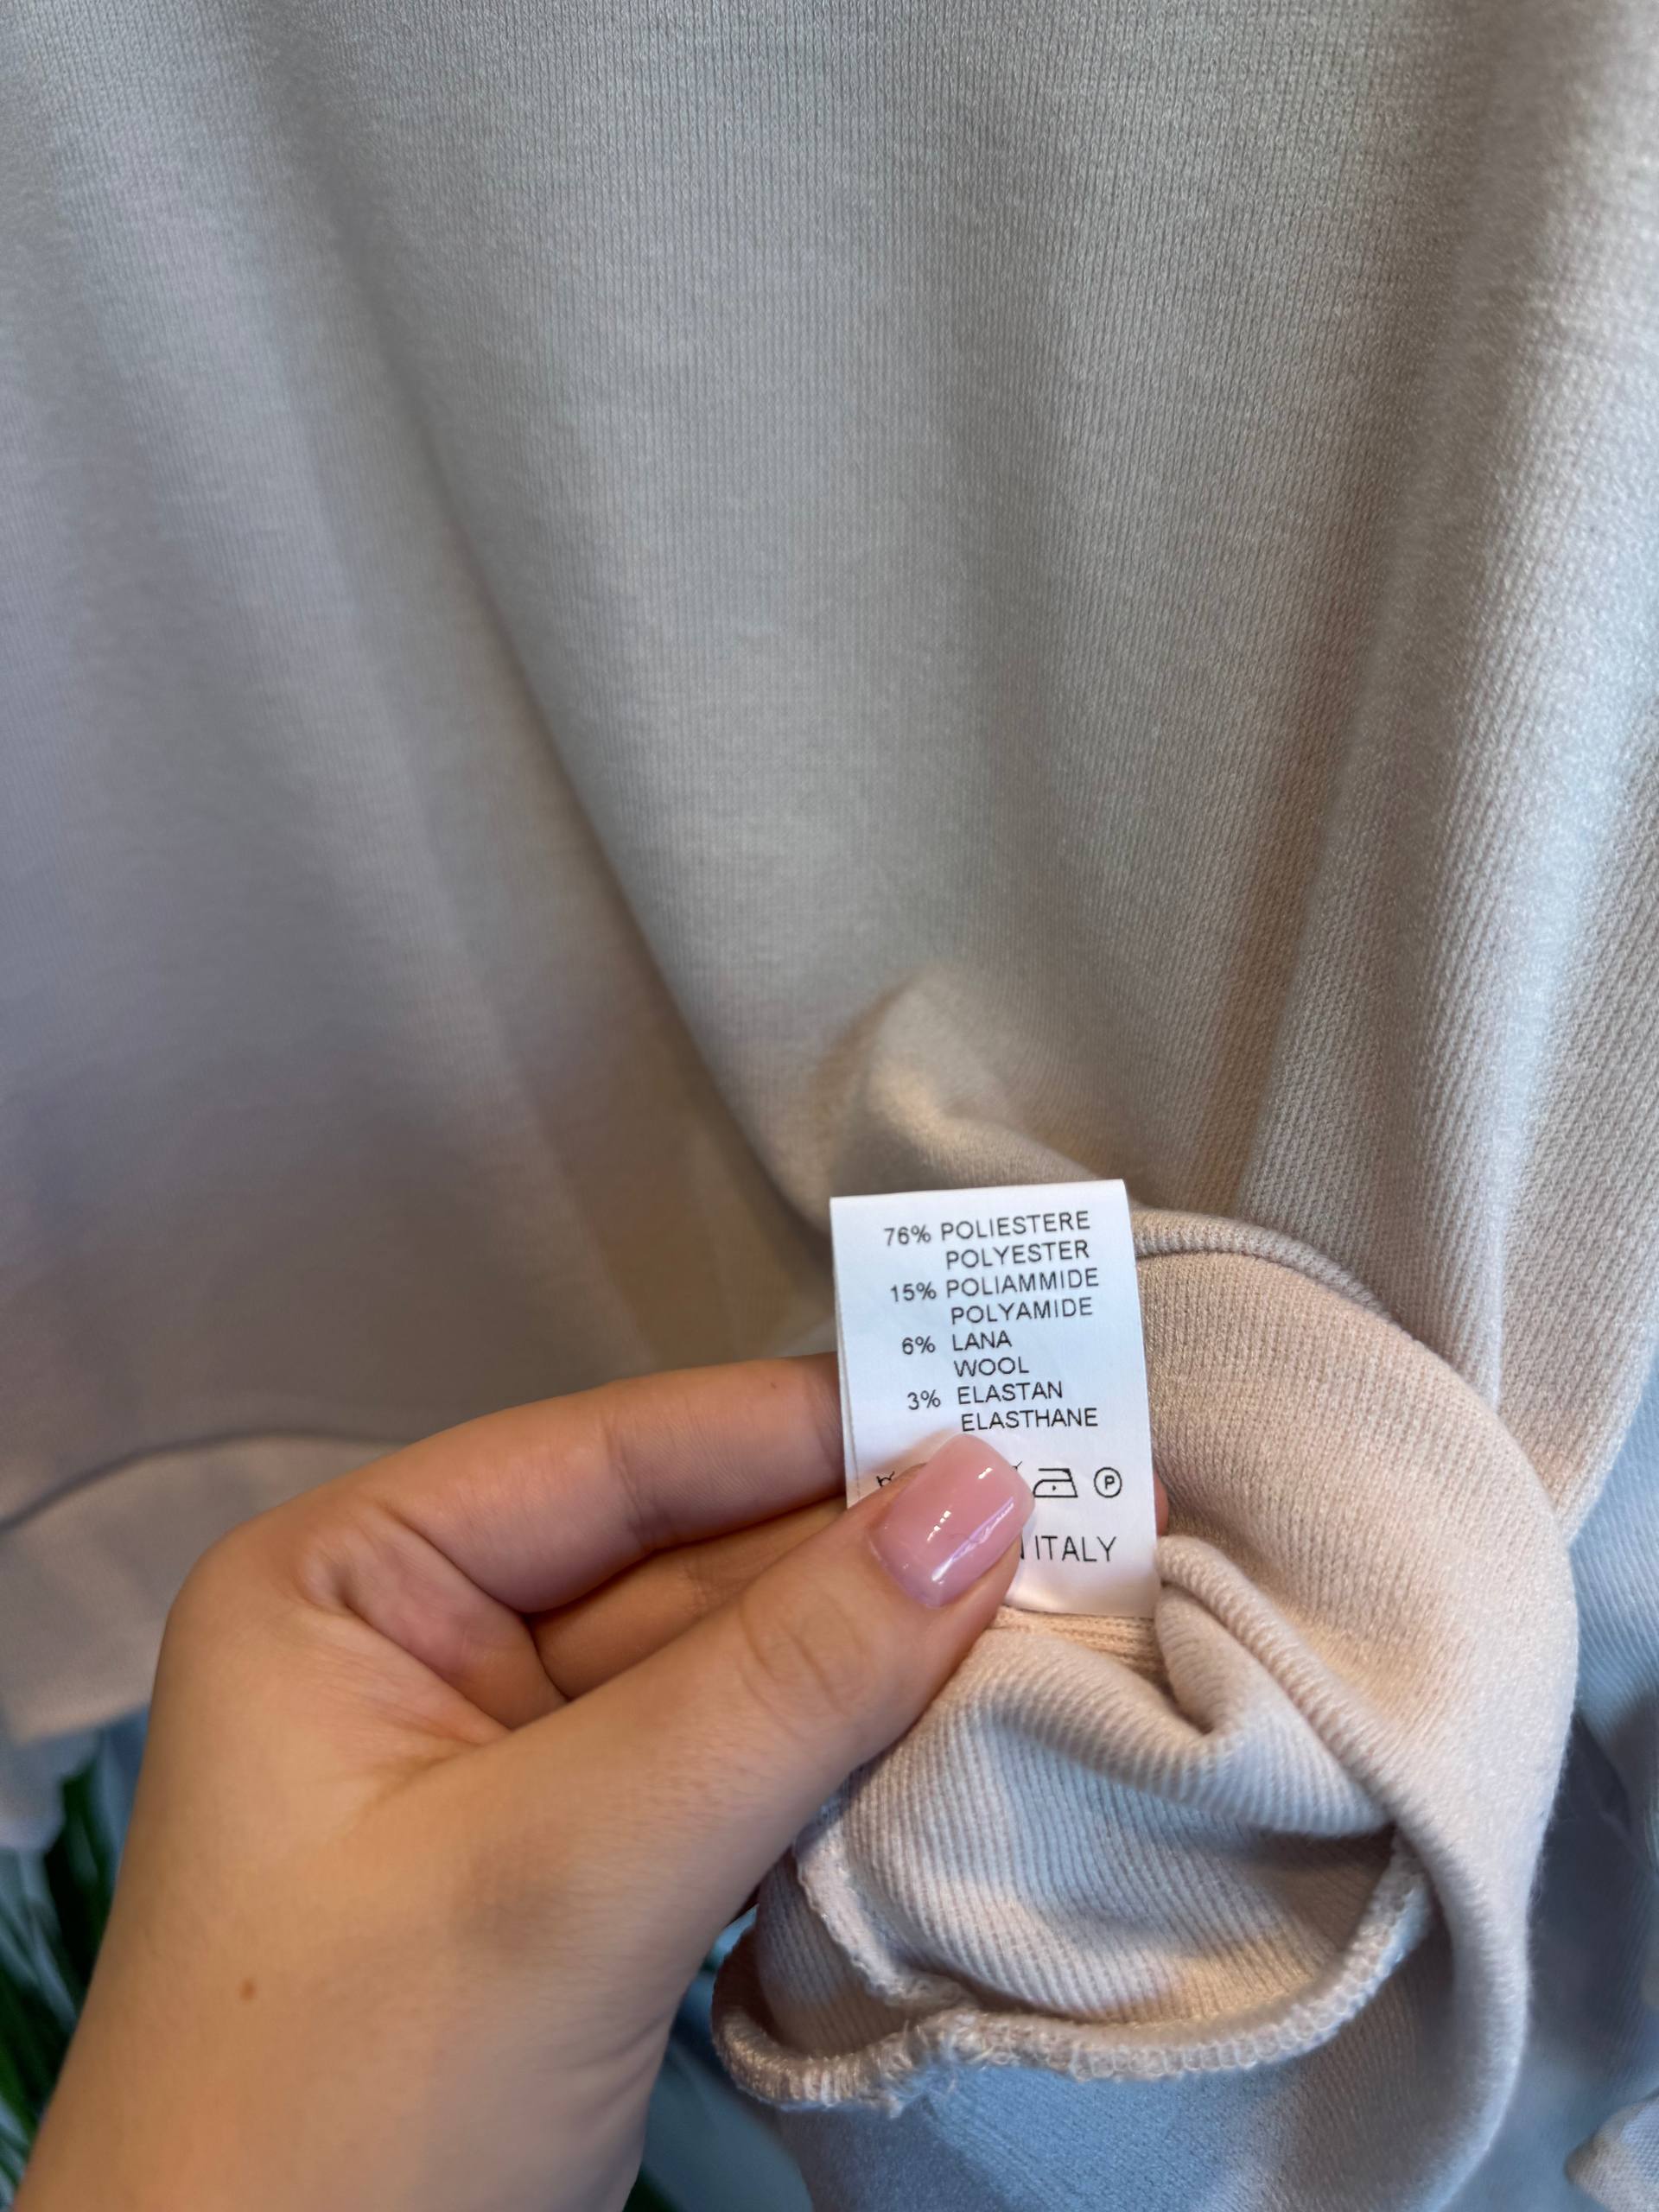 76% POLIESTERE
POLYESTER
15% POLIAMMIDE
POLYAMIDE
6% LANA
WOOL
3% ELASTAN
ELASTHANE
P
ITALY